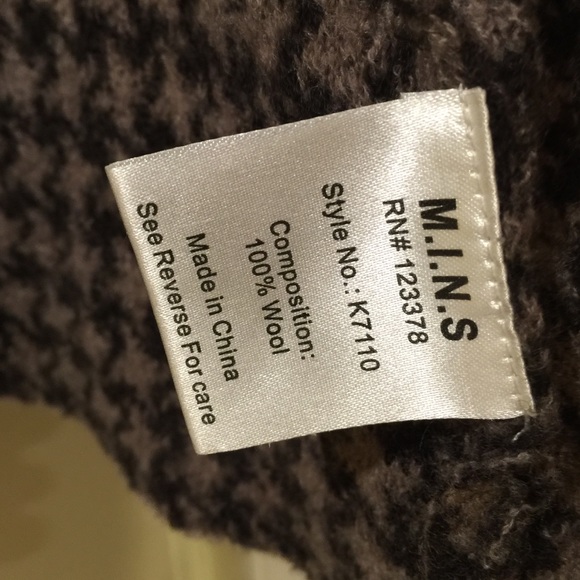 M.I.N.S
RN# 123378
Style No.: K7110
Composition:
100% Wool
Made in China
See Reverse For care